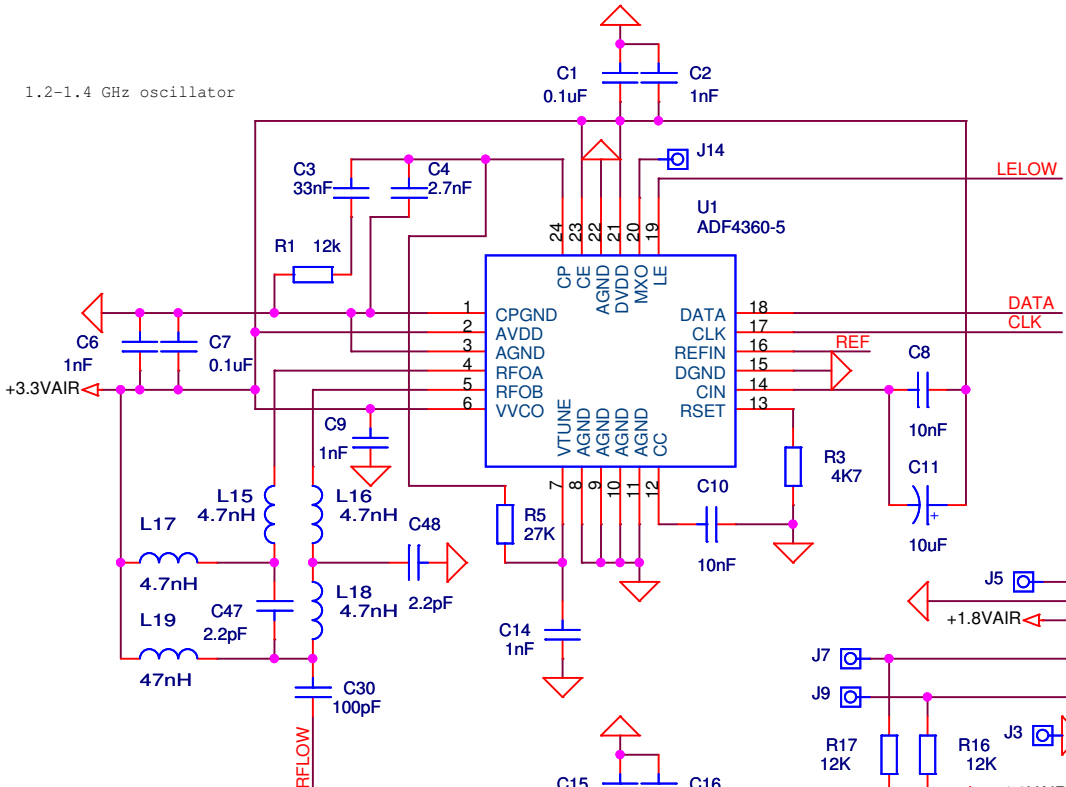 1.2-1.4 GHz oscillator
C1
0.1uF
C2
1nF
J14
LELOW
C3
33nF
C4
2.7nF
U1
ADF4360-5
R1 12k
24
23
22
21
20
19
CP
CE
AGND
DVDD
MXO
LE
1
CPGND
2
AVDD
3
AGND
4
RFOA
5
RFOB
6
VVCO
DATA
18
CLK
17
REFIN
16
DGND
15
CIN
14
RSET
13
DATA
CLK
REF
C6
1nF
C7
0.1uF
+3.3VAIR
C8
10nF
VTUNE
AGND
AGND
AGND
AGND
CC
7
8
9
10
11
12
C9
1nF
R3
4K7
C11
+
10uF
L15
4.7nH
L16
4.7nH
C10
10nF
R5
27K
L17
4.7nH
C48
2.2pF
L18
4.7nH
C47
2.2pF
L19
47nH
C14
1nF
J5
+1.8VAIR
J7
J9
C30
100pF
RFLOW
R17
12K
R16
12K
J3
C15
C16